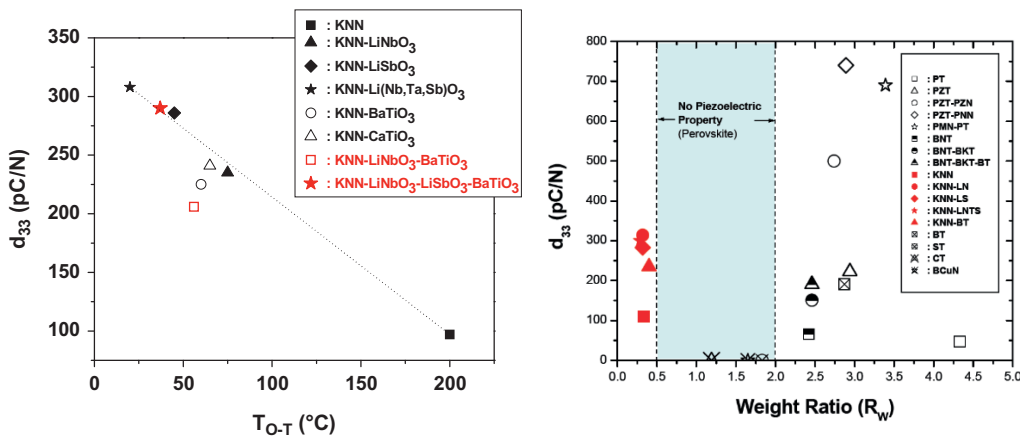 350
300
250
200
150
100
0
50
100
150
200
d₃₃ (pC/N)
T_O-T (°C)
: KNN
: KNN-LiNbO₃
: KNN-LiSbO₃
: KNN-Li(Nb,Ta,Sb)O₃
: KNN-BaTiO₃
: KNN-CaTiO₃
: KNN-LiNbO₃-BaTiO₃
: KNN-LiNbO₃-LiSbO₃-BaTiO₃
800
700
600
500
400
300
200
100
0
0.0
0.5
1.0
1.5
2.0
2.5
3.0
3.5
4.0
4.5
5.0
d₃₃ (pC/N)
Weight Ratio (R_W)
No Piezoelectric
Property
(Perovskite)
: PT
: PZT
: PZT-PZN
: PZT-PNN
: PMN-PT
: BNT
: BNT-BKT
: BNT-BKT-BT
: KNN
: KNN-LN
: KNN-LS
: KNN-LNTS
: KNN-BT
: BT
: ST
: CT
: BCuN